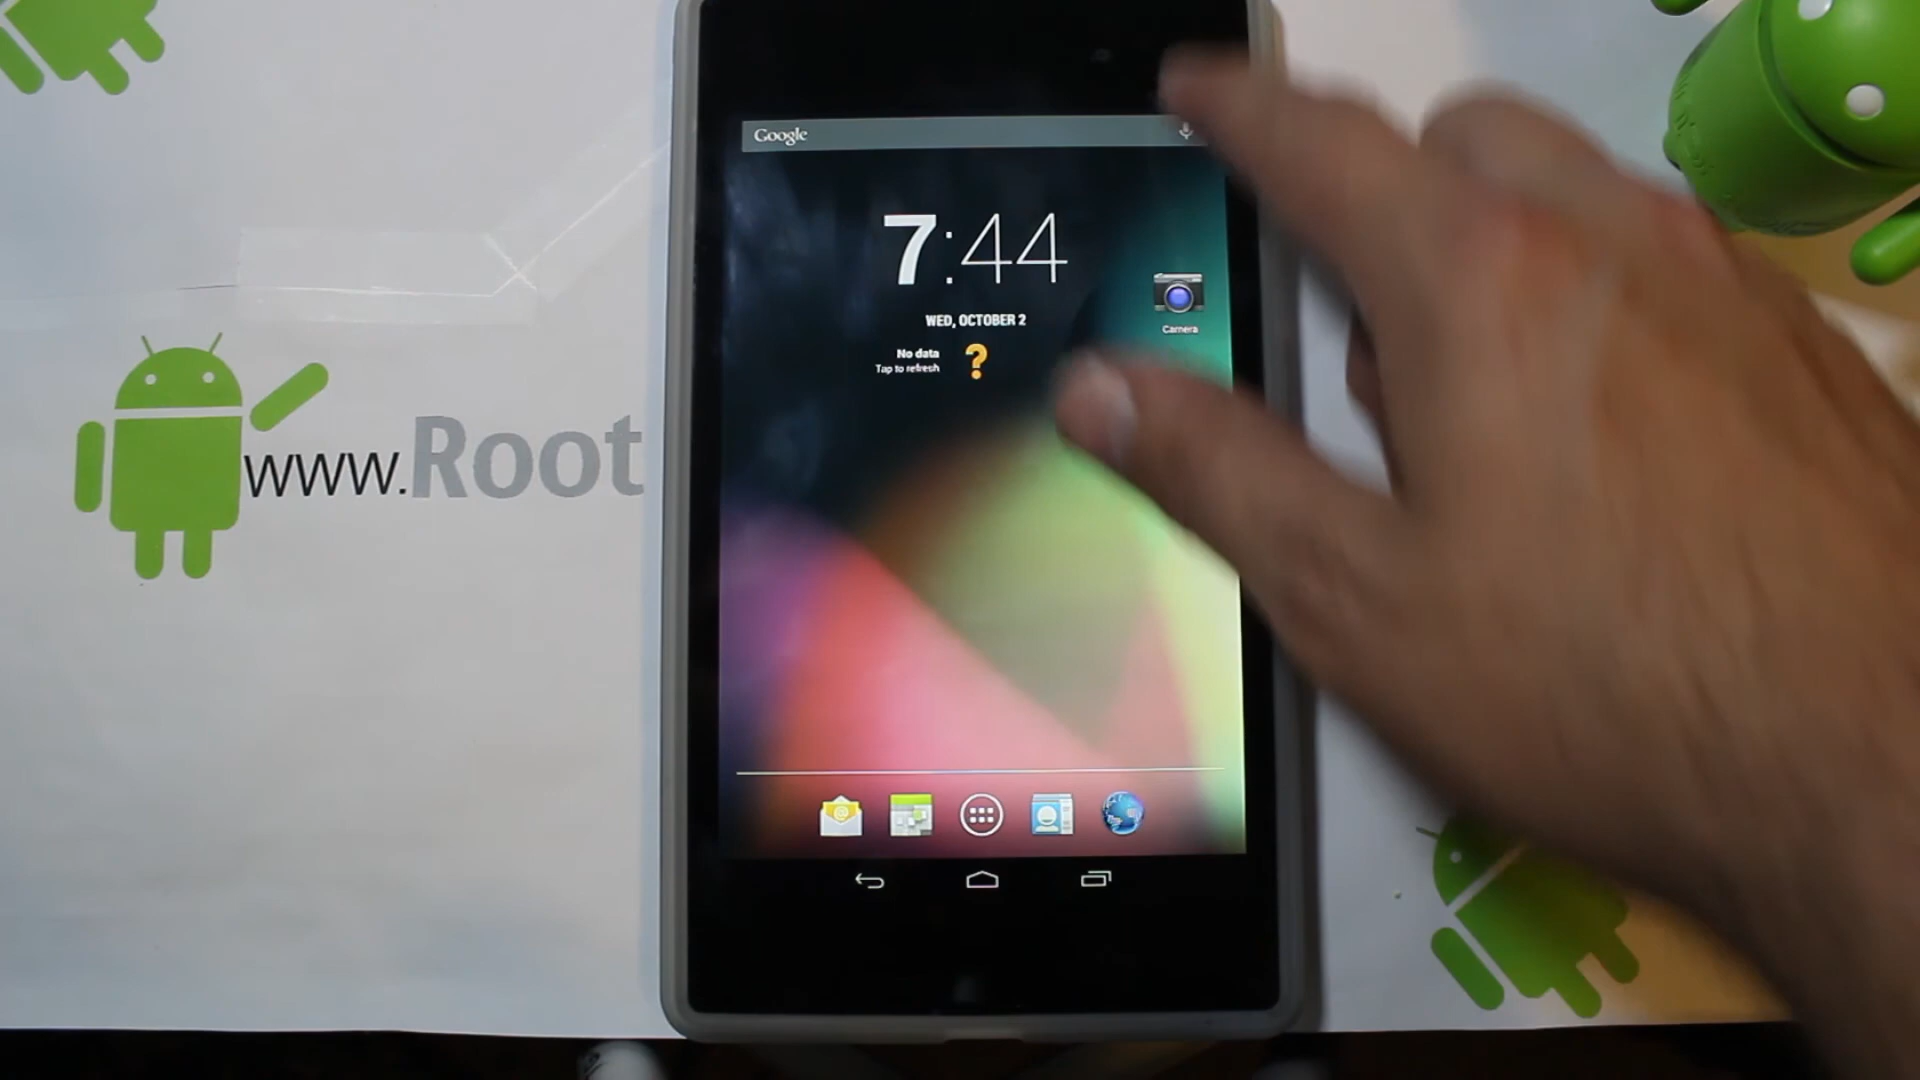 Google
7:44
WED, OCTOBER 2
No data
Tap to refresh
?
Camera
www.Root
@